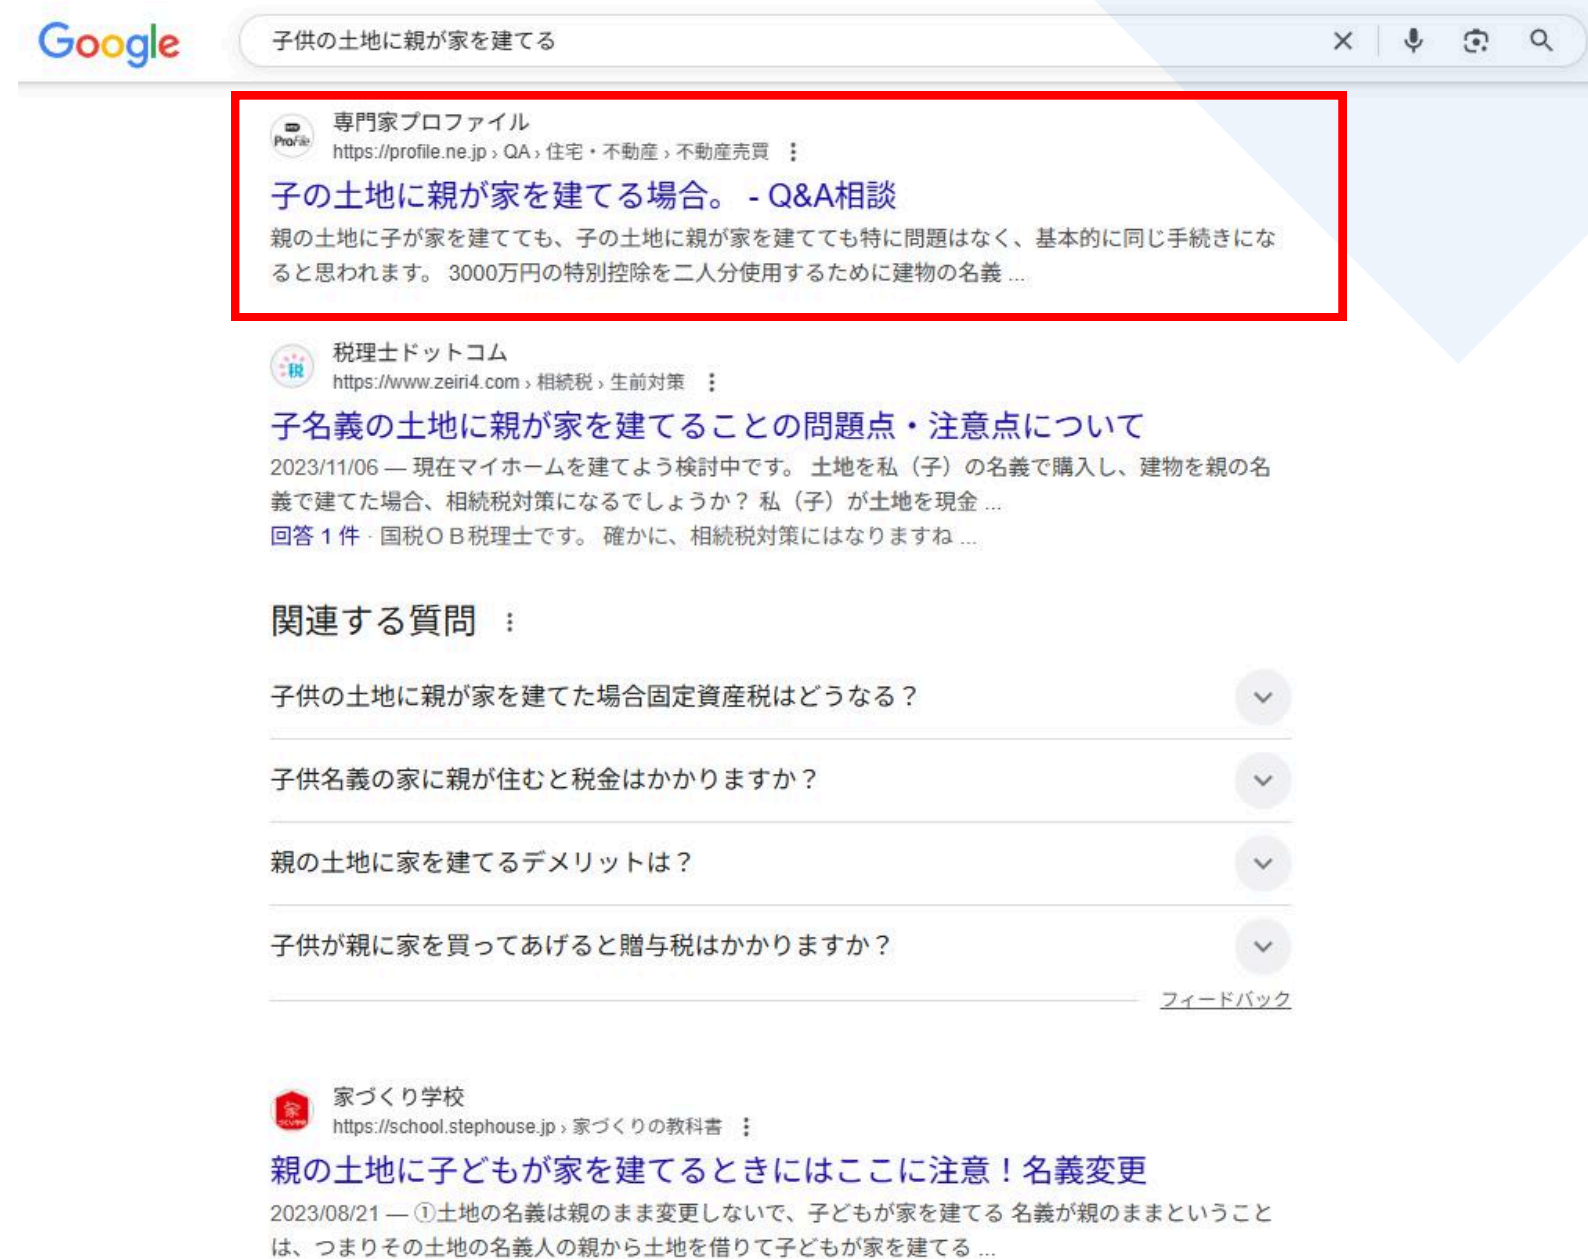 Google
子供の土地に親が家を建てる
専門家プロファイル
https://profile.ne.jp › QA › 住宅・不動産 › 不動産売買
子の土地に親が家を建てる場合。 - Q&A相談
親の土地に子が家を建てても、子の土地に親が家を建てても特に問題はなく、基本的に同じ手続きにな
ると思われます。 3000万円の特別控除を二人分使用するために建物の名義 ...
税理士ドットコム
https://www.zeiri4.com › 相続税 › 生前対策
子名義の土地に親が家を建てることの問題点・注意点について
2023/11/06 — 現在マイホームを建てよう検討中です。 土地を私（子）の名義で購入し、建物を親の名
義で建てた場合、相続税対策になるでしょうか？ 私（子）が土地を現金 ...
回答 1 件 · 国税ＯＢ税理士です。 確かに、相続税対策にはなりますね ...
関連する質問
子供の土地に親が家を建てた場合固定資産税はどうなる？
子供名義の家に親が住むと税金はかかりますか？
親の土地に家を建てるデメリットは？
子供が親に家を買ってあげると贈与税はかかりますか？
フィードバック
家づくり学校
https://school.stephouse.jp › 家づくりの教科書
親の土地に子どもが家を建てるときにはここに注意！名義変更
2023/08/21 — ①土地の名義は親のまま変更しないで、子どもが家を建てる 名義が親のままということ
は、つまりその土地の名義人の親から土地を借りて子どもが家を建てる ...